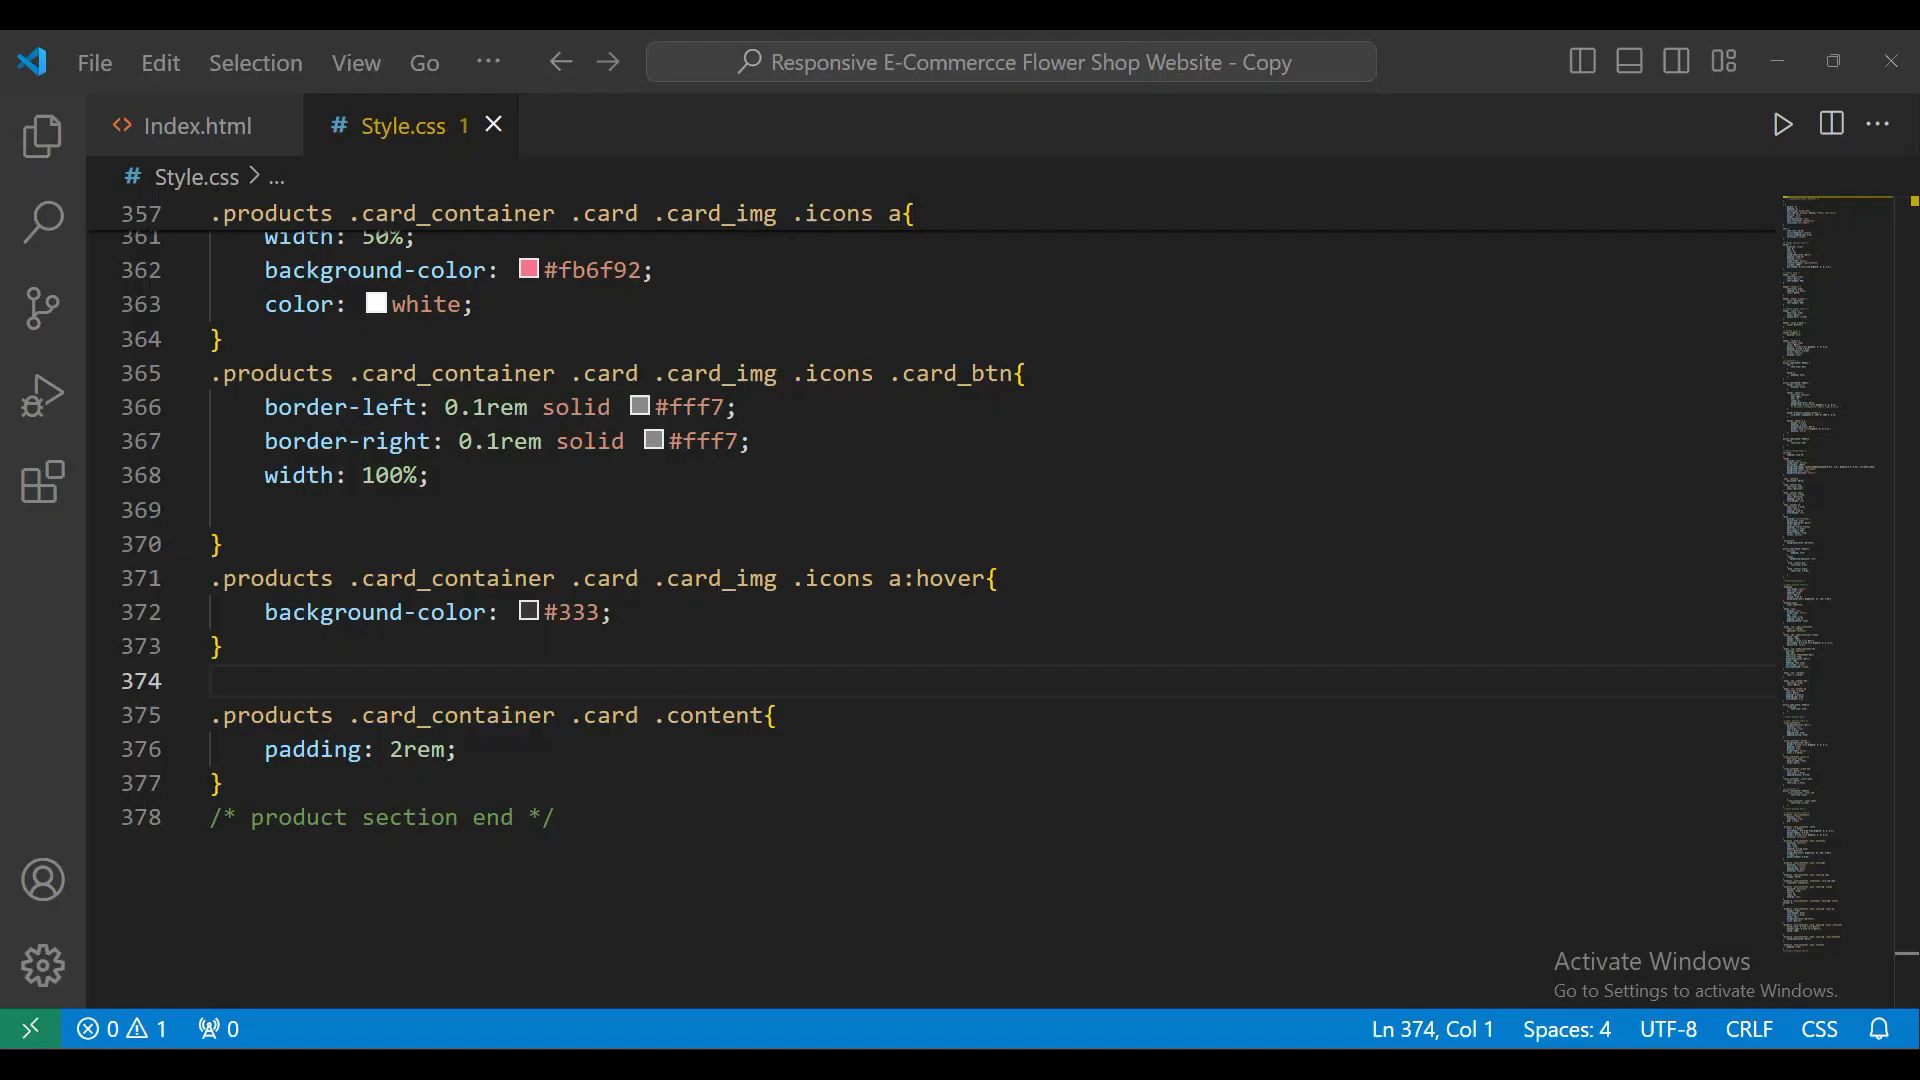 File Edit Selection View Go ··· Responsive E-Commercce Flower Shop Website - Copy
Index.html Style.css 1
# Style.css > ...
357 .products .card_container .card .card_img .icons a{
361 width: 50%;
362 background-color: #fb6f92;
363 color: white;
364 }
365 .products .card_container .card .card_img .icons .card_btn{
366 border-left: 0.1rem solid #fff7;
367 border-right: 0.1rem solid #fff7;
368 width: 100%;
369
370 }
371 .products .card_container .card .card_img .icons a:hover{
372 background-color: #333;
373 }
374
375 .products .card_container .card .content{
376 padding: 2rem;
377 }
378 /* product section end */
Activate Windows
Go to Settings to activate Windows.
0 1 0 Ln 374, Col 1 Spaces: 4 UTF-8 CRLF CSS